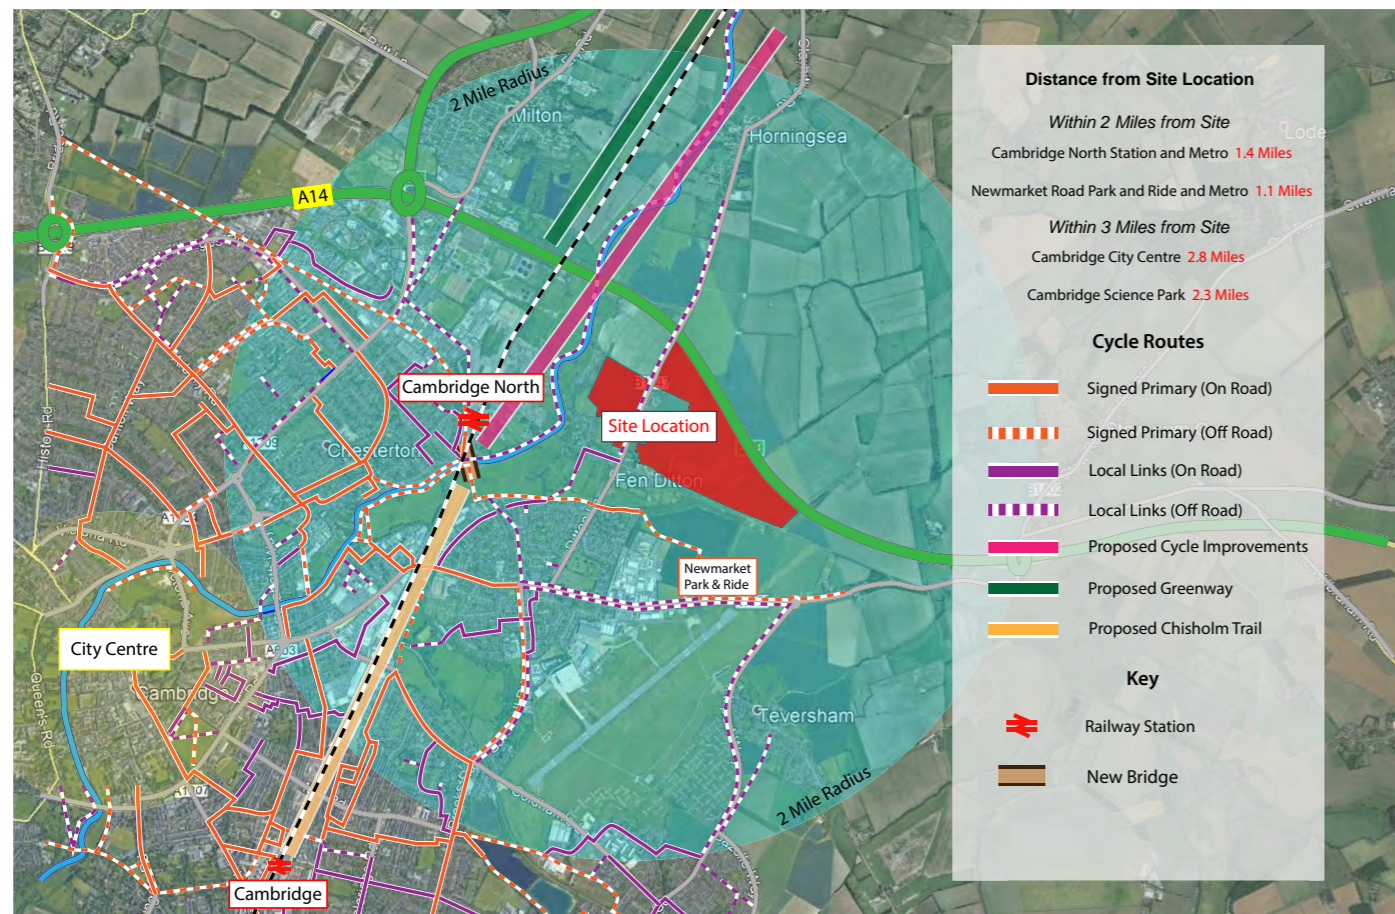 2 Mile Radius
Milton
Horningsea
Lode
A14
Cambridge North
Chesterton
Site Location
Fen Ditton
Histon Rd
Newmarket
Park & Ride
City Centre
Cambridge
Queen's Rd
Teversham
2 Mile Radius
Cambridge
Distance from Site Location
Within 2 Miles from Site
Cambridge North Station and Metro 1.4 Miles
Newmarket Road Park and Ride and Metro 1.1 Miles
Within 3 Miles from Site
Cambridge City Centre 2.8 Miles
Cambridge Science Park 2.3 Miles
Cycle Routes
Signed Primary (On Road)
Signed Primary (Off Road)
Local Links (On Road)
Local Links (Off Road)
Proposed Cycle Improvements
Proposed Greenway
Proposed Chisholm Trail
Key
Railway Station
New Bridge